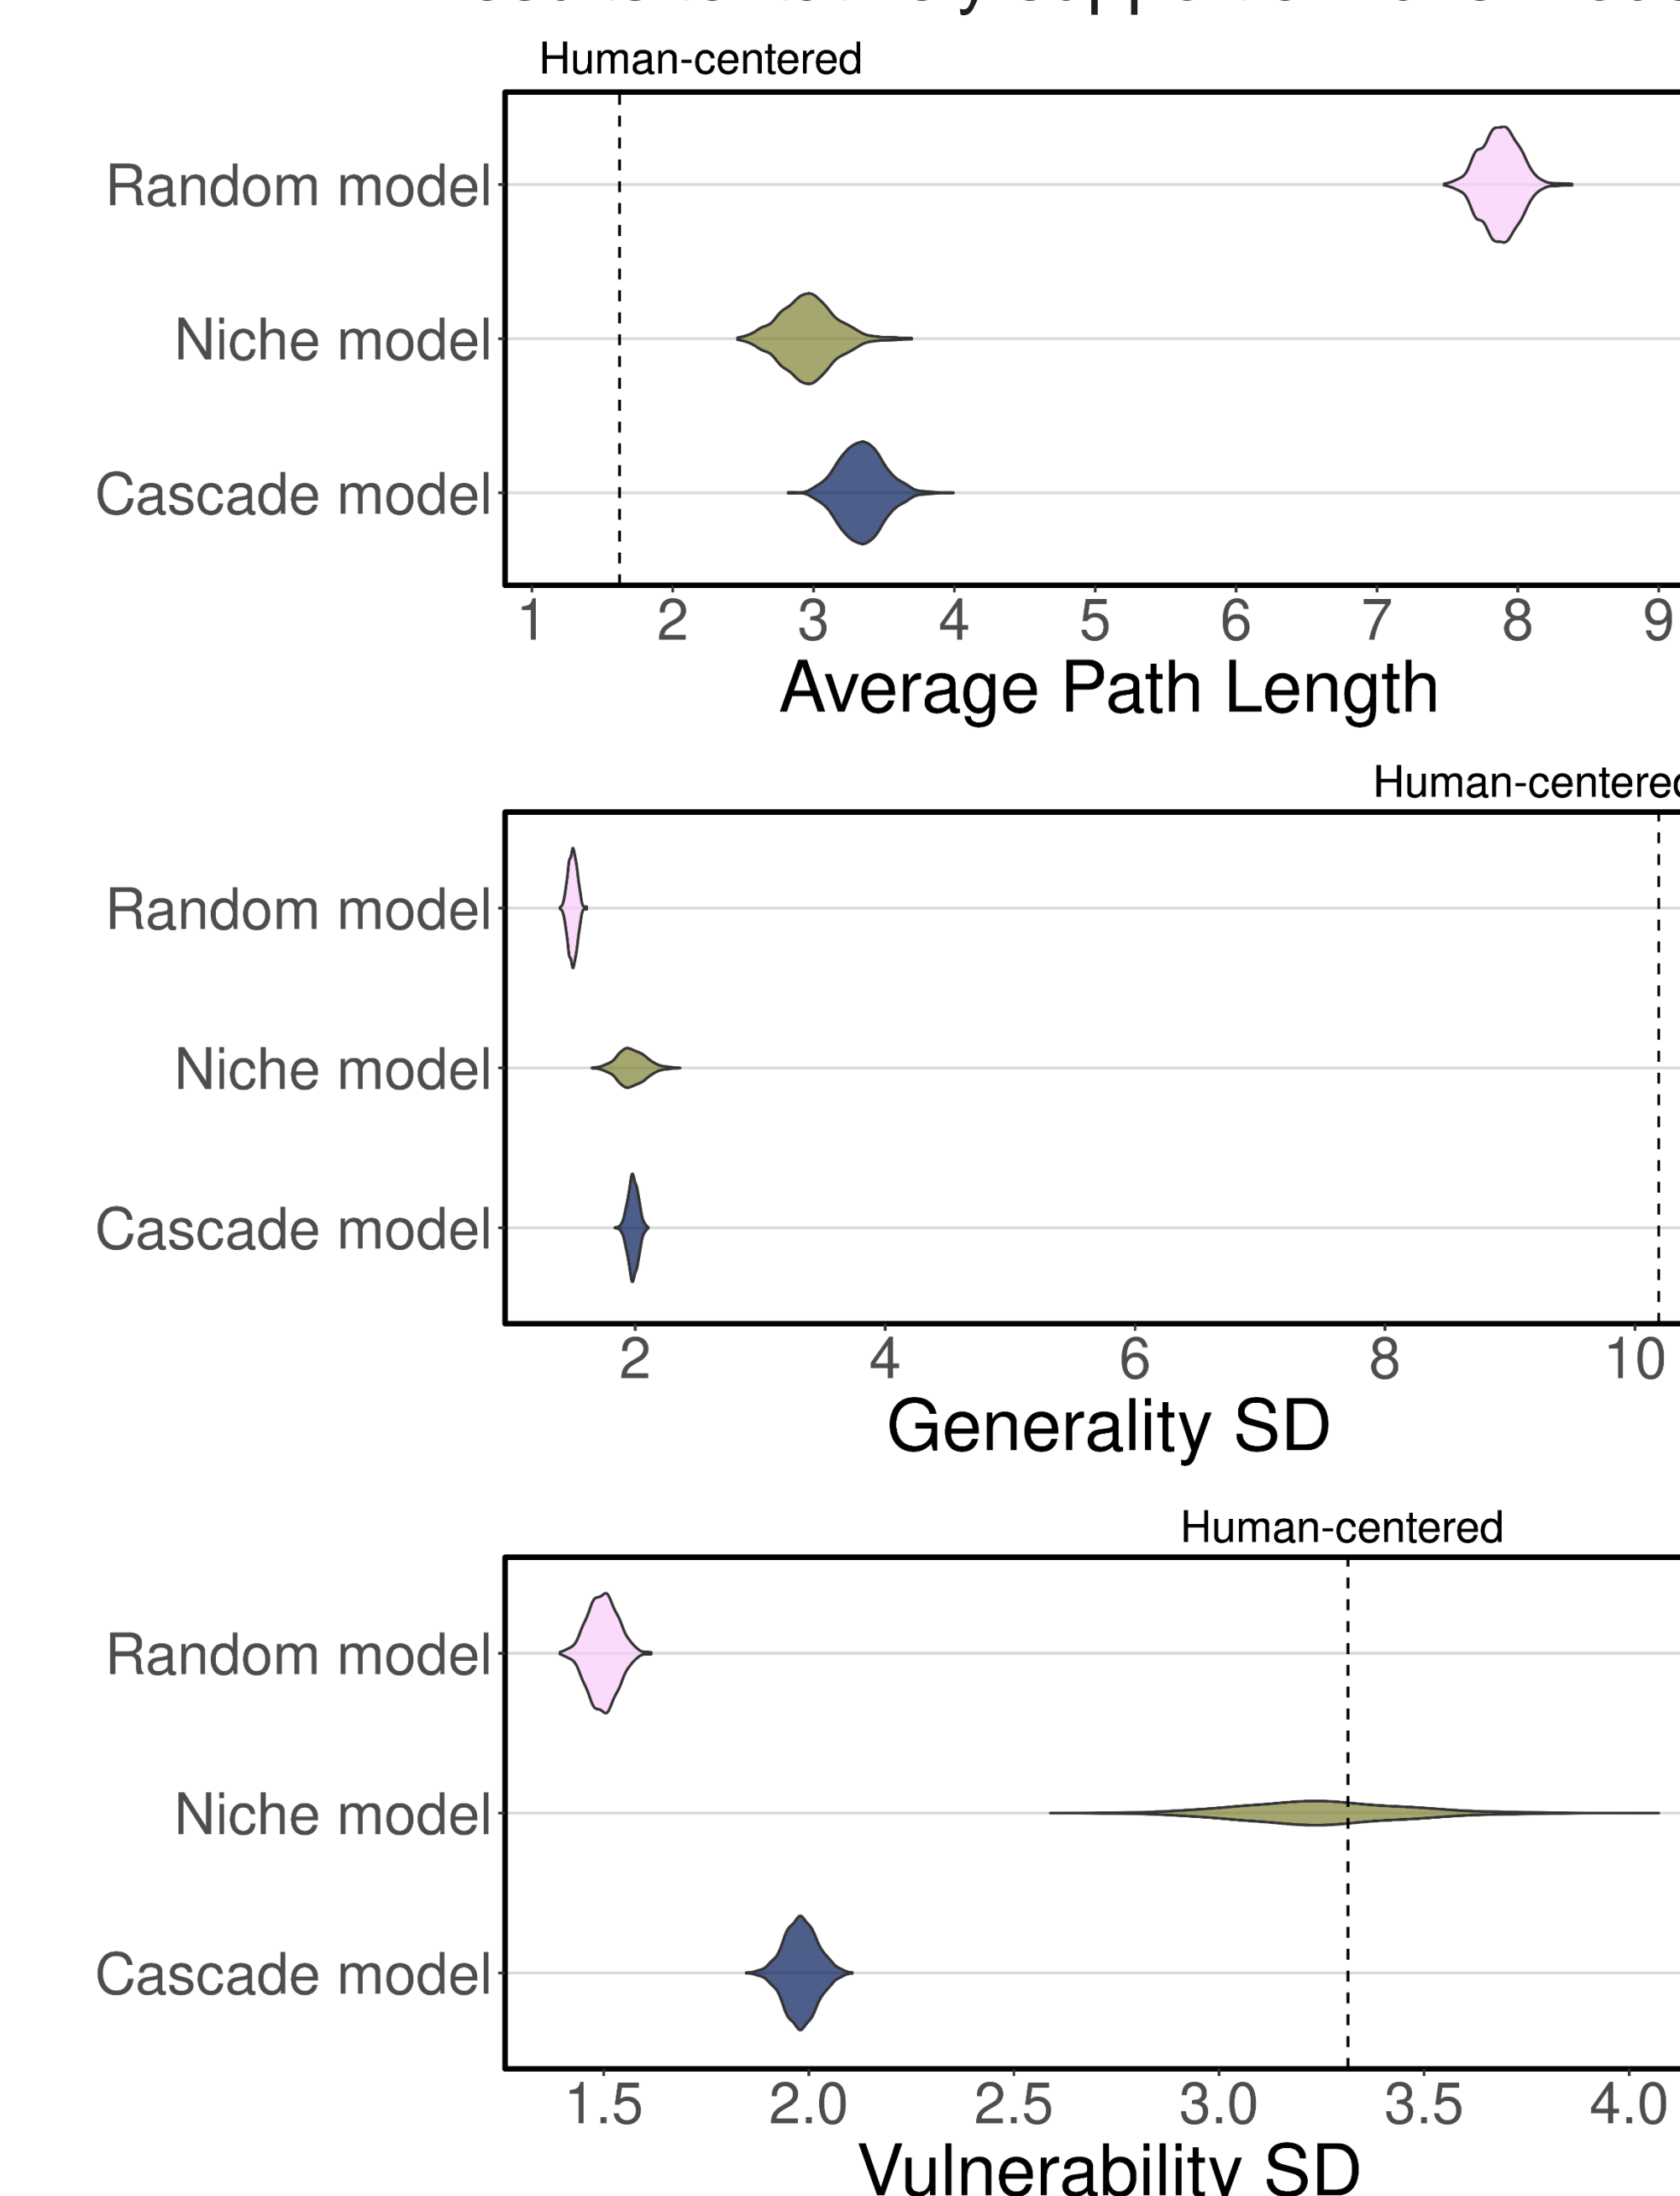 Human-centered
Random model
Niche model
Cascade model
1 2 3 4 5 6 7 8 9
Average Path Length
Human-centered
Random model
Niche model
Cascade model
2 4 6 8 10
Generality SD
Human-centered
Random model
Niche model
Cascade model
1.5 2.0 2.5 3.0 3.5 4.0
Vulnerability SD